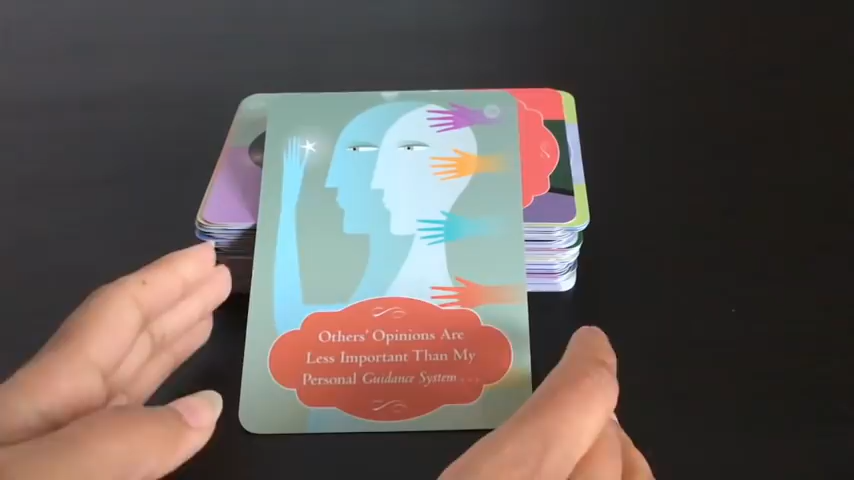 Others' Opinions Are
Less Important Than My
Personal Guidance System...